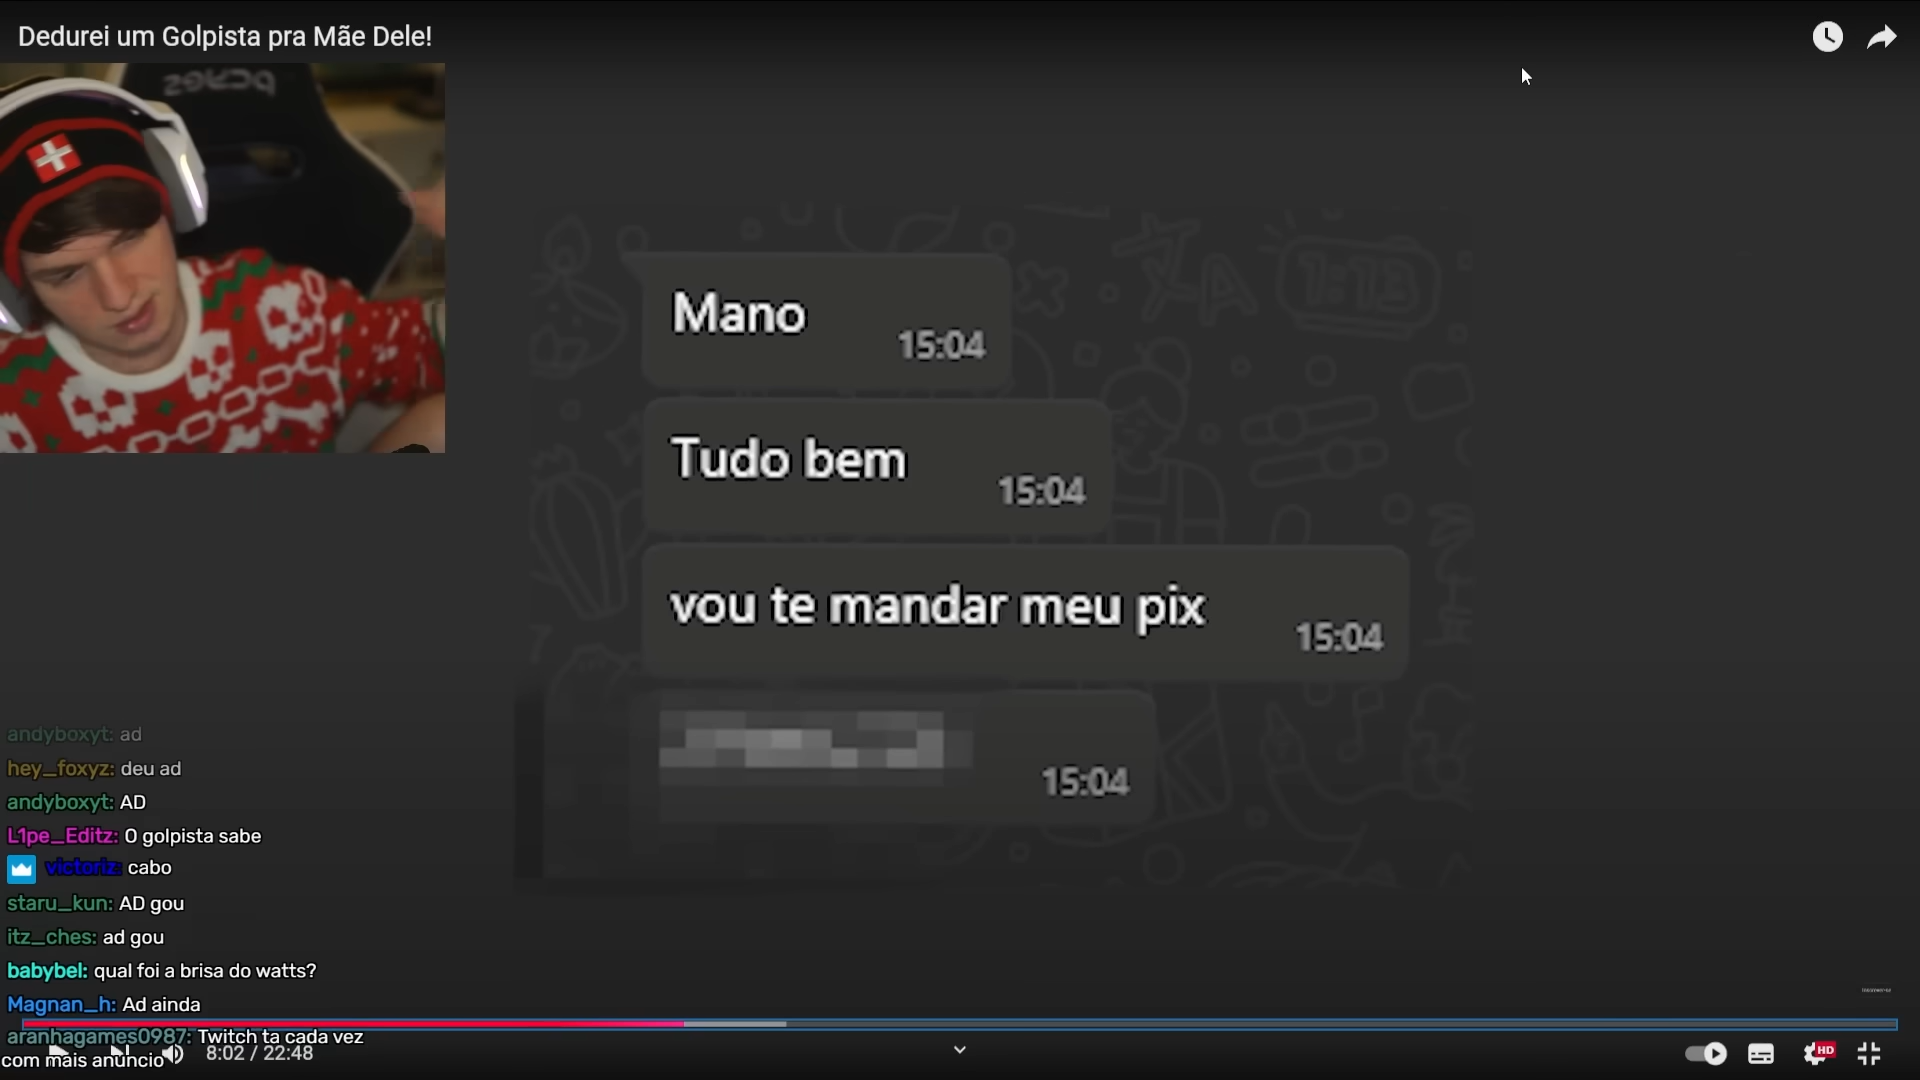 Dedurei um Golpista pra Mãe Dele!
Mano
15:04
Tudo bem
15:04
vou te mandar meu pix
15:04
15:04
andyboxyt: ad
hey_foxyz: deu ad
andyboxyt: AD
L1pe_Editz: O golpista sabe
victoriz: cabo
staru_kun: AD gou
itz_ches: ad gou
babybel: qual foi a brisa do watts?
Magnan_h: Ad ainda
aranhagames0987: Twitch ta cada vez
com mais anúncio
8:02 / 22:48
HD